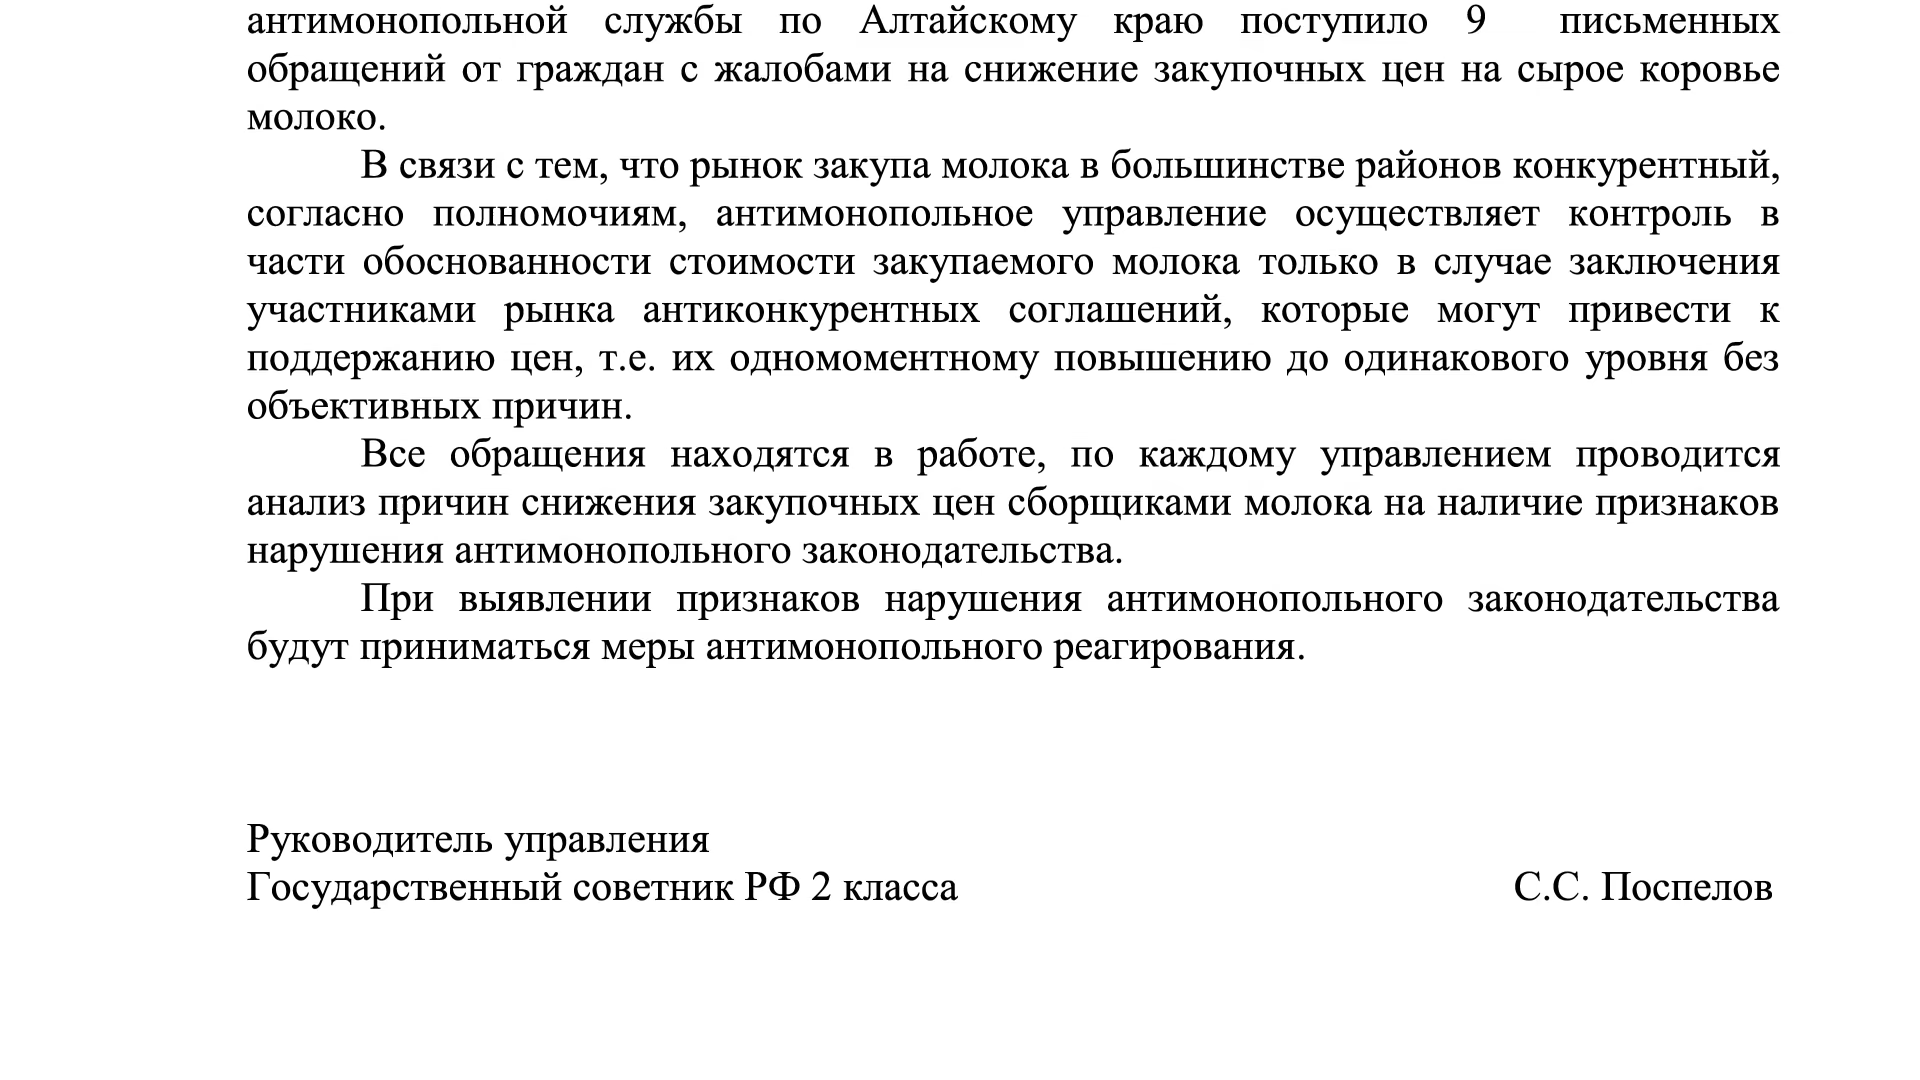 антимонопольной службы по Алтайскому краю поступило 9 письменных
обращений от граждан с жалобами на снижение закупочных цен на сырое коровье
молоко.
В связи с тем, что рынок закупа молока в большинстве районов конкурентный,
согласно полномочиям, антимонопольное управление осуществляет контроль в
части обоснованности стоимости закупаемого молока только в случае заключения
участниками рынка антиконкурентных соглашений, которые могут привести к
поддержанию цен, т.е. их одномоментному повышению до одинакового уровня без
объективных причин.
Все обращения находятся в работе, по каждому управлением проводится
анализ причин снижения закупочных цен сборщиками молока на наличие признаков
нарушения антимонопольного законодательства.
При выявлении признаков нарушения антимонопольного законодательства
будут приниматься меры антимонопольного реагирования.
Руководитель управления
Государственный советник РФ 2 класса С.С. Поспелов